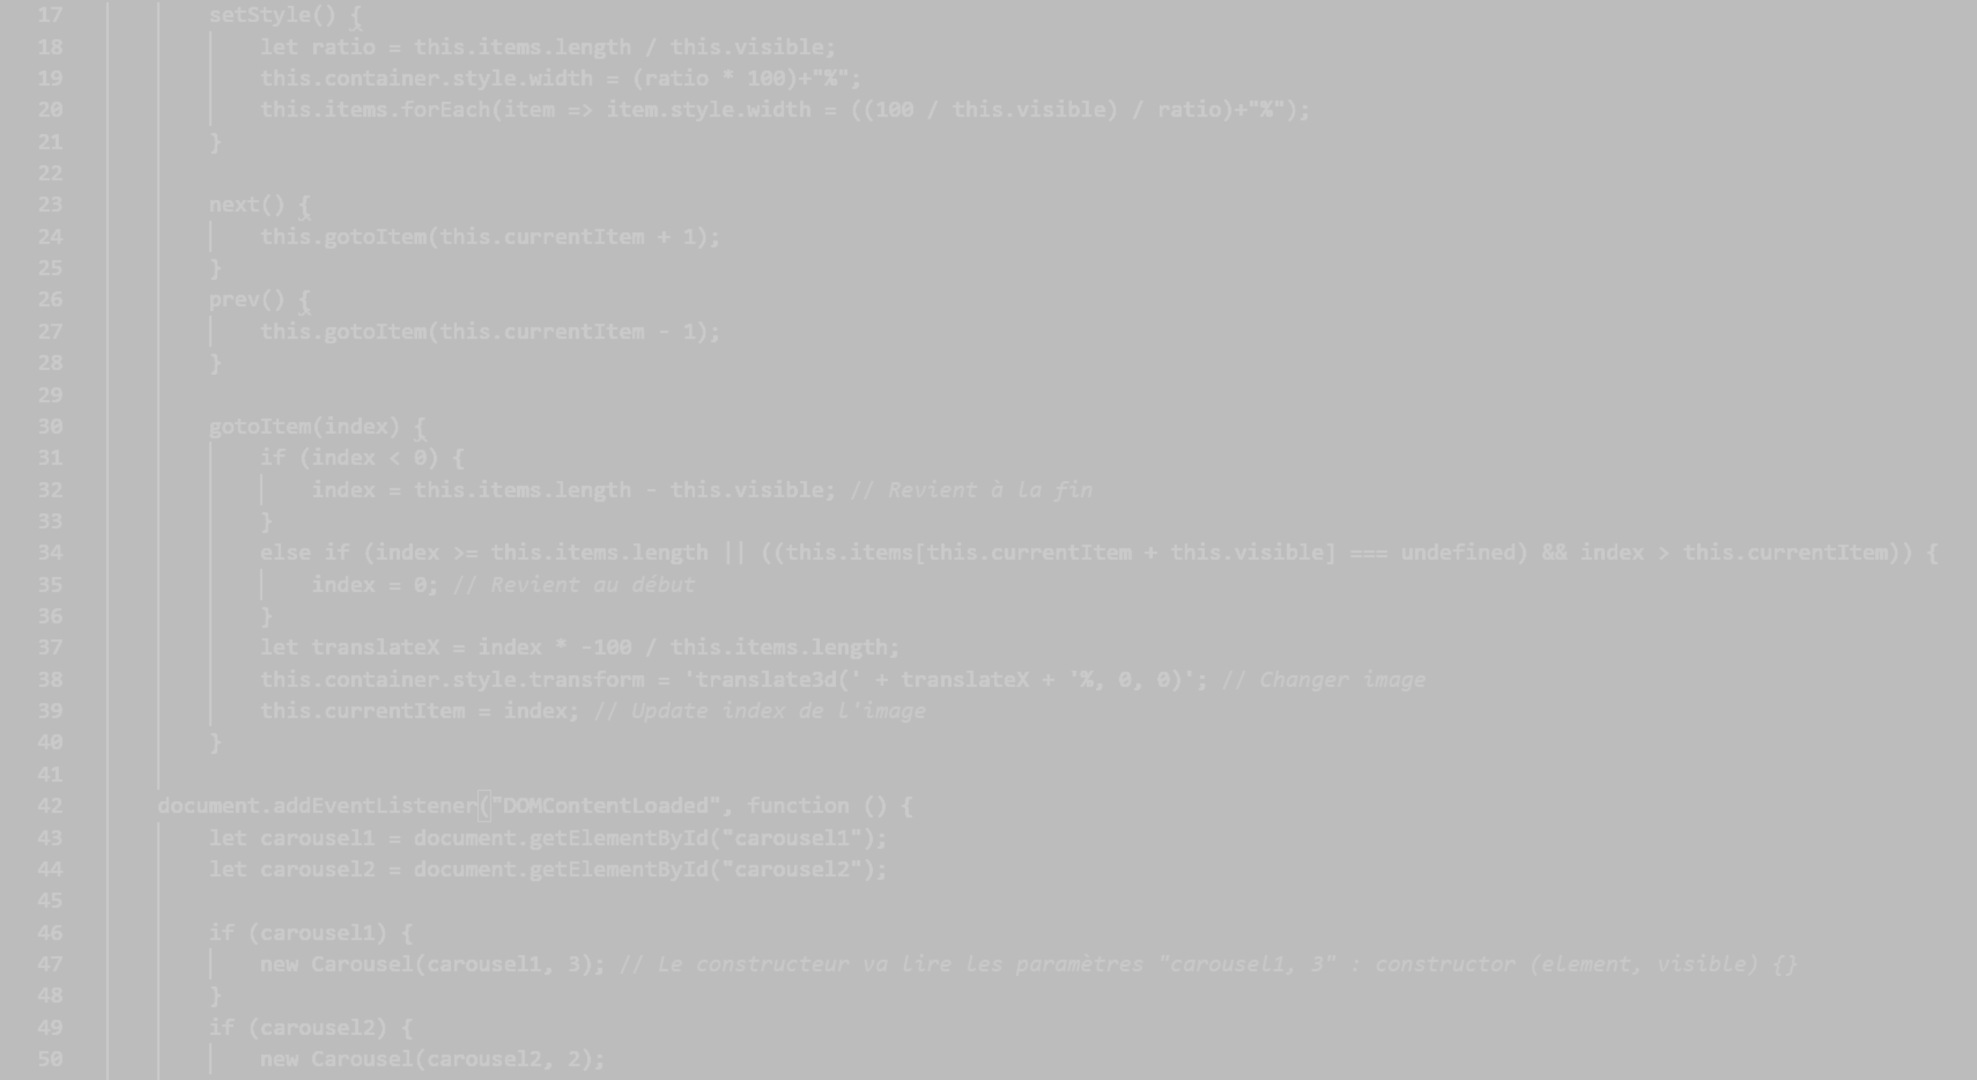 17 setStyle() {
18 let ratio = this.items.length / this.visible;
19 this.container.style.width = (ratio * 100)+"%";
20 this.items.forEach(item => item.style.width = ((100 / this.visible) / ratio)+"%");
21 }
22
23 next() {
24 this.gotoItem(this.currentItem + 1);
25 }
26 prev() {
27 this.gotoItem(this.currentItem - 1);
28 }
29
30 gotoItem(index) {
31 if (index < 0) {
32 index = this.items.length - this.visible; // Revient à la fin
33 }
34 else if (index >= this.items.length || ((this.items[this.currentItem + this.visible] === undefined) && index > this.currentItem)) {
35 index = 0; // Revient au début
36 }
37 let translateX = index * -100 / this.items.length;
38 this.container.style.transform = 'translate3d(' + translateX + '%, 0, 0)'; // Changer image
39 this.currentItem = index; // Update index de l'image
40 }
41
42 document.addEventListener("DOMContentLoaded", function () {
43 let carousel1 = document.getElementById("carousel1");
44 let carousel2 = document.getElementById("carousel2");
45
46 if (carousel1) {
47 new Carousel(carousel1, 3); // Le constructeur va lire les paramètres "carousel1, 3" : constructor (element, visible) {}
48 }
49 if (carousel2) {
50 new Carousel(carousel2, 2);